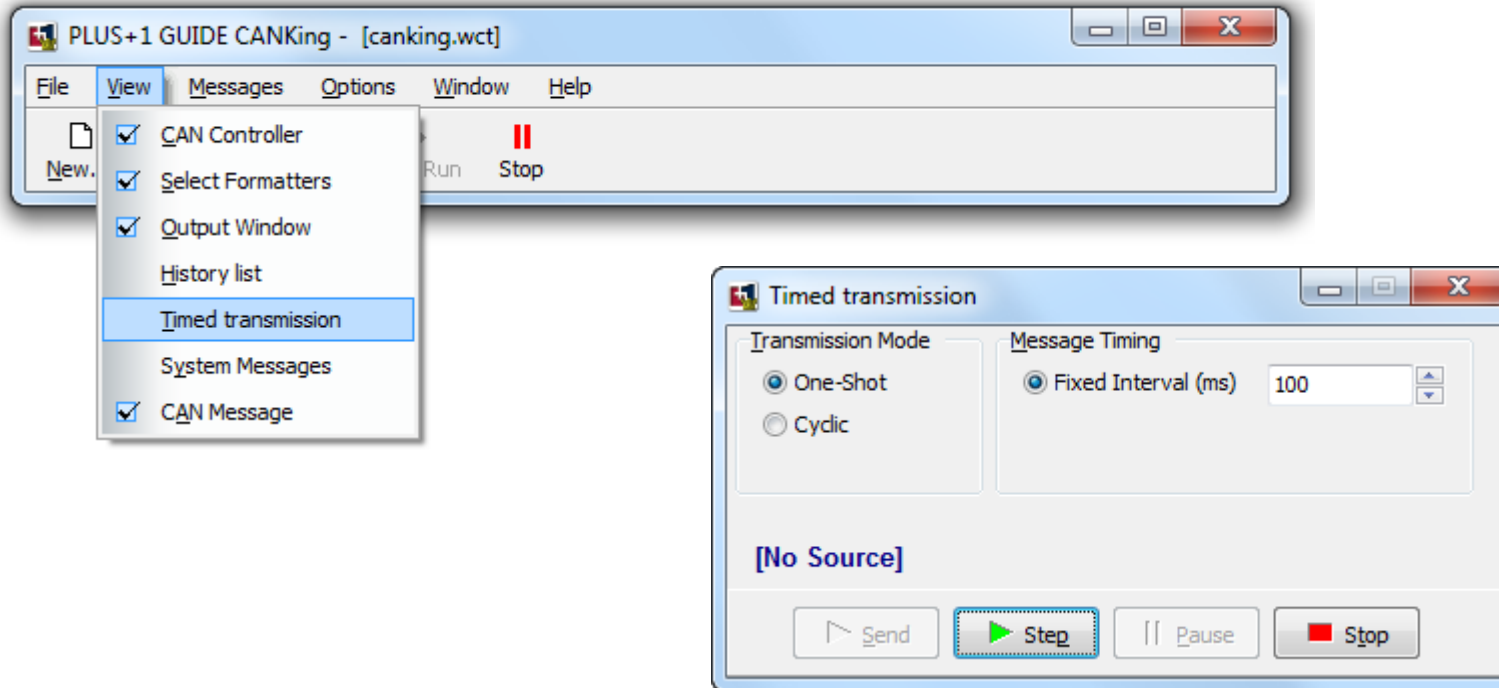 PLUS+1 GUIDE CANKing - [canking.wct]
File View Messages Options Window Help
New. Run Stop
CAN Controller
Select Formatters
Output Window
History list
Timed transmission
System Messages
CAN Message
Timed transmission
Transmission Mode
One-Shot
Cyclic
Message Timing
Fixed Interval (ms) 100
[No Source]
Send Step Pause Stop